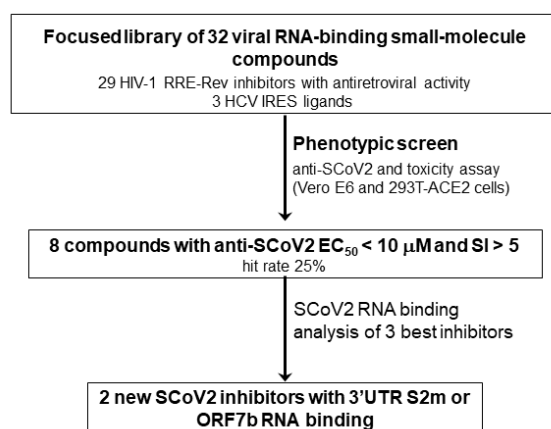 Focused library of 32 viral RNA-binding small-molecule
compounds
29 HIV-1 RRE-Rev inhibitors with antiretroviral activity
3 HCV IRES ligands
Phenotypic screen
anti-SCoV2 and toxicity assay
(Vero E6 and 293T-ACE2 cells)
8 compounds with anti-SCoV2 EC50 < 10 μM and SI > 5
hit rate 25%
SCoV2 RNA binding
analysis of 3 best inhibitors
2 new SCoV2 inhibitors with 3'UTR S2m or
ORF7b RNA binding